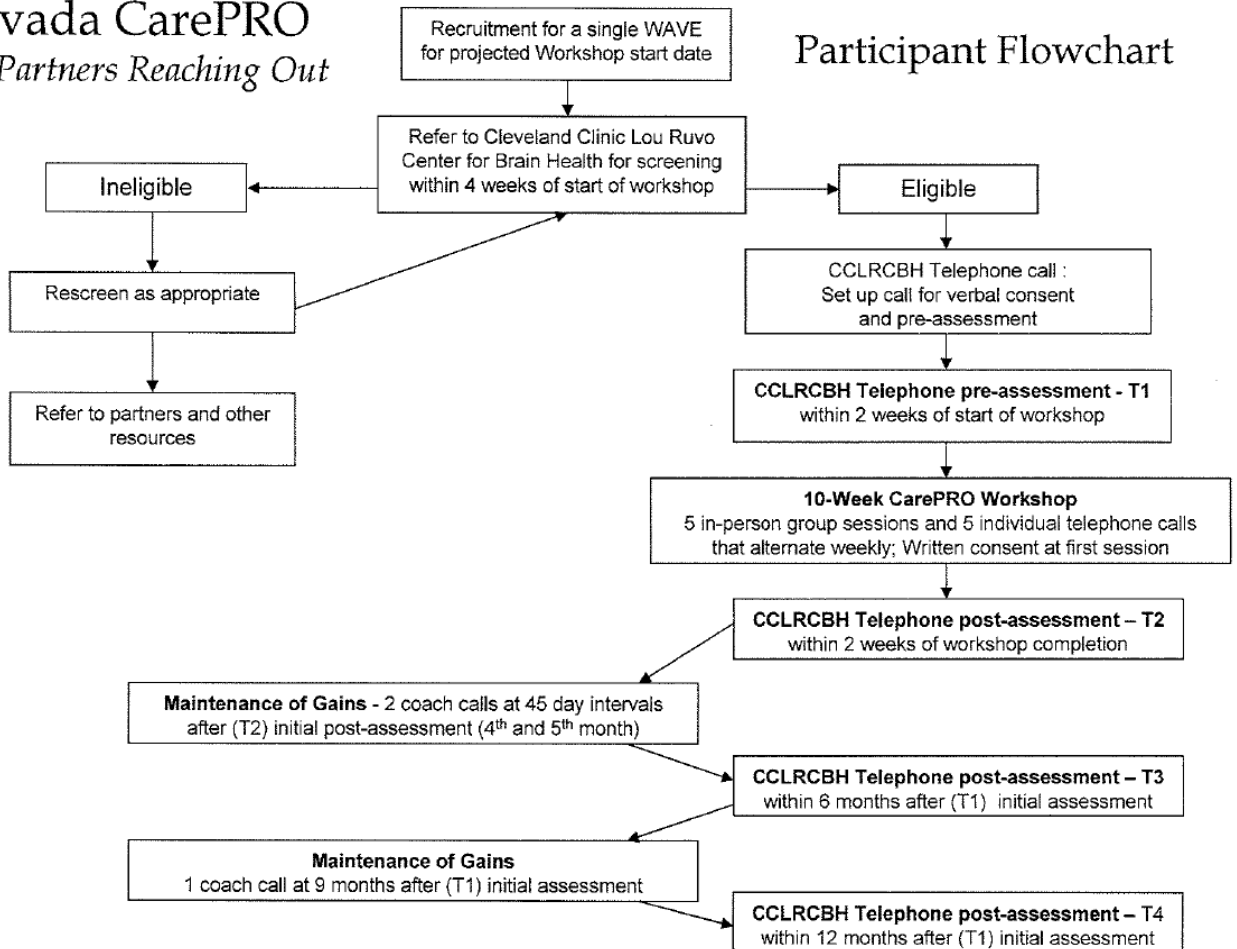 vada CarePRO
Partners Reaching Out
Participant Flowchart
Recruitment for a single WAVE
for projected Workshop start date
Refer to Cleveland Clinic Lou Ruvo
Center for Brain Health for screening
within 4 weeks of start of workshop
Ineligible
Eligible
Rescreen as appropriate
Refer to partners and other
resources
CCLRCBH Telephone call :
Set up call for verbal consent
and pre-assessment
CCLRCBH Telephone pre-assessment - T1
within 2 weeks of start of workshop
10-Week CarePRO Workshop
5 in-person group sessions and 5 individual telephone calls
that alternate weekly; Written consent at first session
CCLRCBH Telephone post-assessment – T2
within 2 weeks of workshop completion
Maintenance of Gains - 2 coach calls at 45 day intervals
after (T2) initial post-assessment (4th and 5th month)
CCLRCBH Telephone post-assessment – T3
within 6 months after (T1) initial assessment
Maintenance of Gains
1 coach call at 9 months after (T1) initial assessment
CCLRCBH Telephone post-assessment – T4
within 12 months after (T1) initial assessment